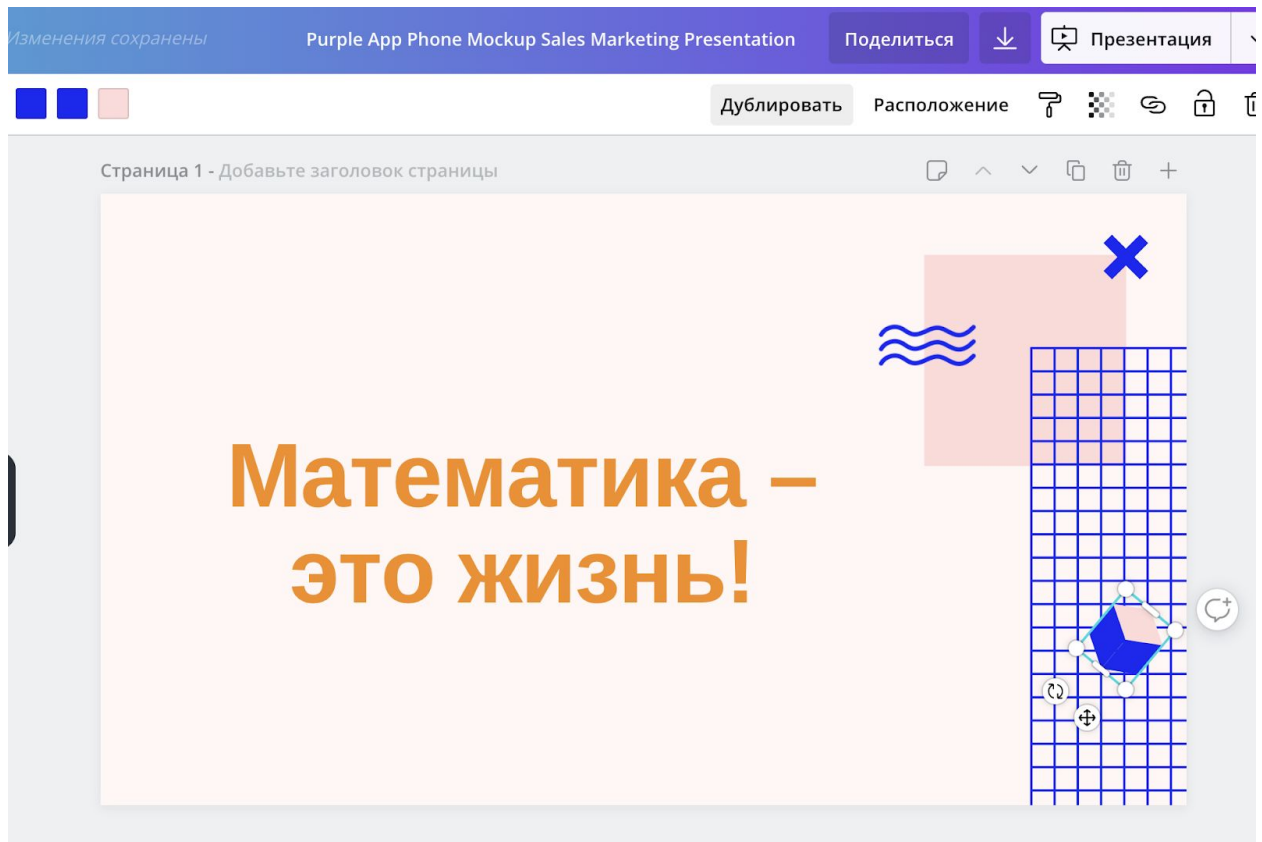 Изменения сохранены
Purple App Phone Mockup Sales Marketing Presentation
Поделиться
Презентация
Дублировать
Расположение
Страница 1 - Добавьте заголовок страницы
Математика –
это жизнь!